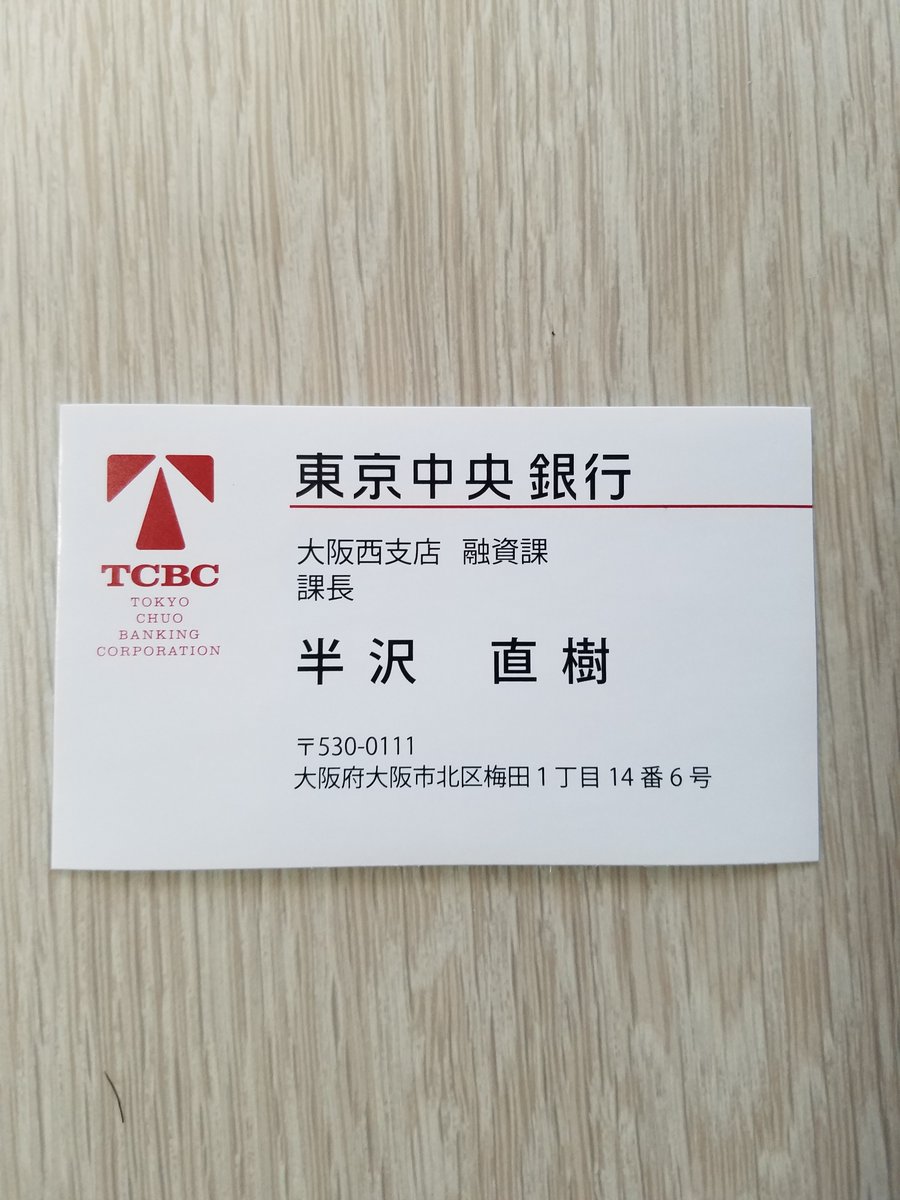 TCBC
TOKYO
CHUO
BANKING
CORPORATION
東京中央銀行
大阪西支店 融資課
課長
半沢 直樹
〒530-0111
大阪府大阪市北区梅田1丁目14番6号